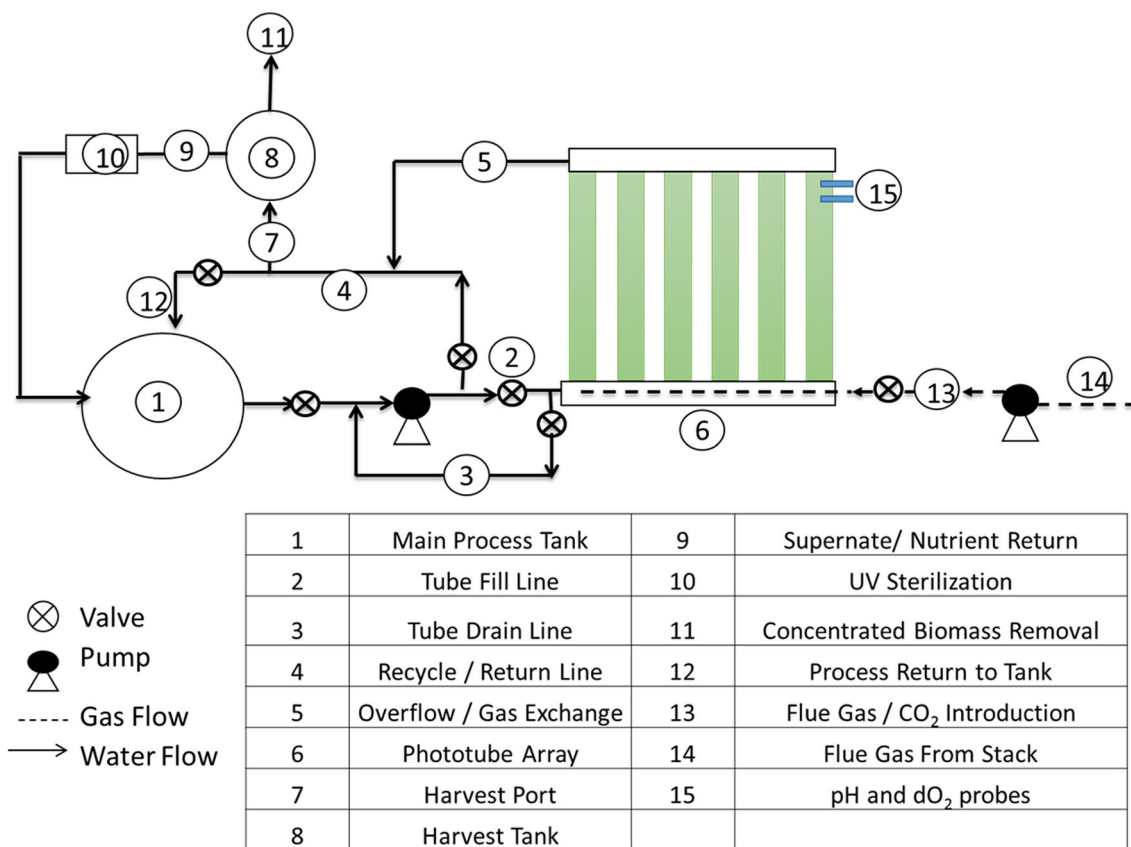 11
10
9
8
5
15
7
12
4
2
1
13
14
6
3
1 Main Process Tank 9 Supernate/ Nutrient Return
2 Tube Fill Line 10 UV Sterilization
3 Tube Drain Line 11 Concentrated Biomass Removal
4 Recycle / Return Line 12 Process Return to Tank
5 Overflow / Gas Exchange 13 Flue Gas / CO₂ Introduction
6 Phototube Array 14 Flue Gas From Stack
7 Harvest Port 15 pH and dO₂ probes
8 Harvest Tank
Valve
Pump
Gas Flow
Water Flow